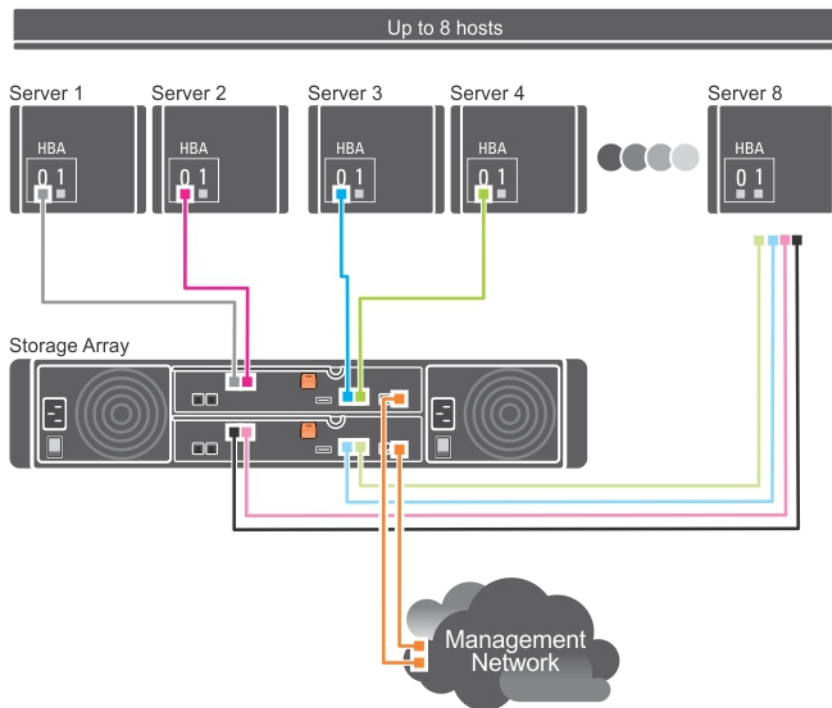 Up to 8 hosts
Server 1
Server 2
Server 3
Server 4
Server 8
HBA
0 1
HBA
0 1
HBA
0 1
HBA
0 1
HBA
0 1
Storage Array
Management
Network